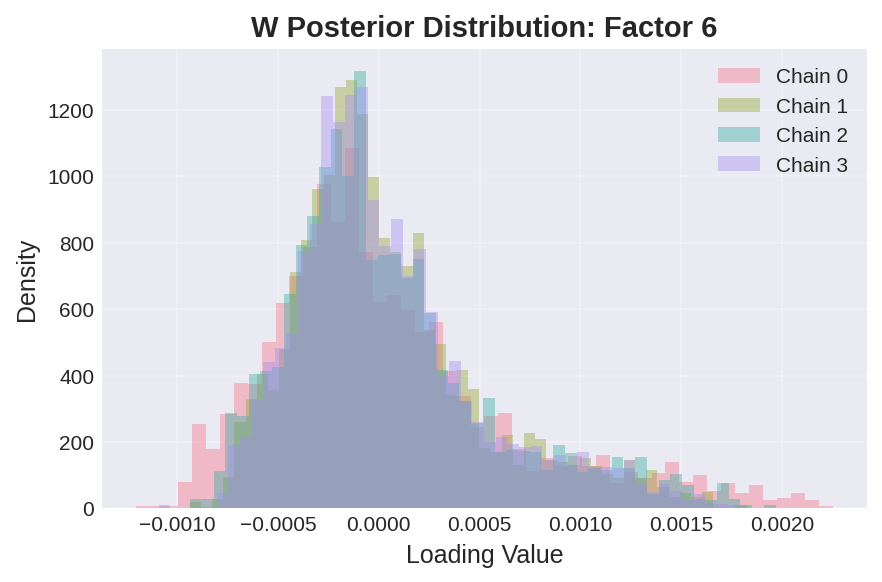 W Posterior Distribution: Factor 6
Chain 0
Chain 1
Chain 2
Chain 3
1200
1000
800
600
400
200
0
Density
−0.0010 −0.0005 0.0000 0.0005 0.0010 0.0015 0.0020
Loading Value